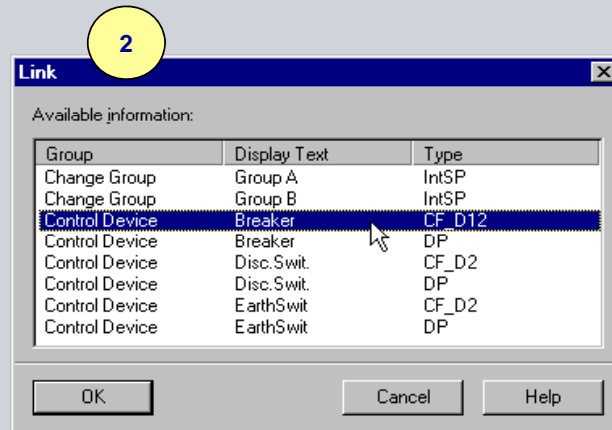 2
Link
Available information:
Group Display Text Type
Change Group Group A IntSP
Change Group Group B IntSP
Control Device Breaker CF_D12
Control Device Breaker DP
Control Device Disc.Swit. CF_D2
Control Device Disc.Swit. DP
Control Device EarthSwit CF_D2
Control Device EarthSwit DP
OK Cancel Help